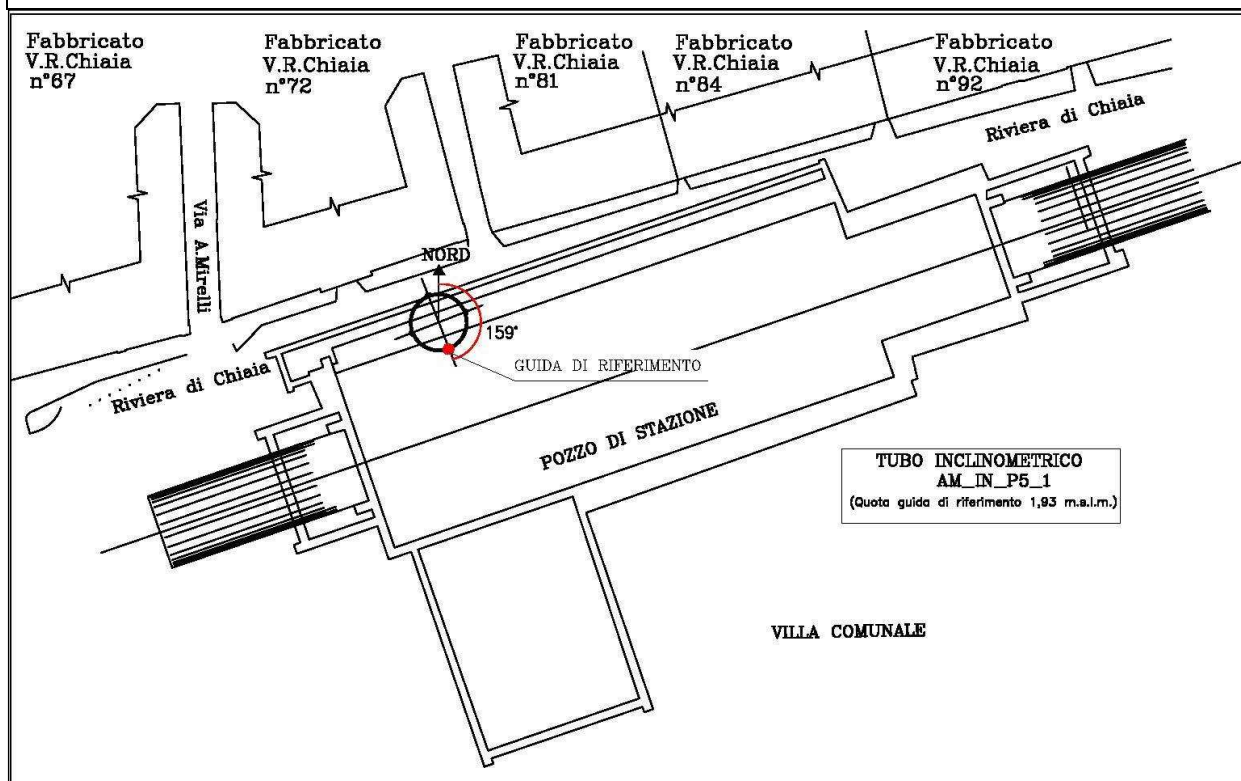 Fabbricato
V.R.Chiaia
n°67
Fabbricato
V.R.Chiaia
n°72
Fabbricato
V.R.Chiaia
n°81
Fabbricato
V.R.Chiaia
n°84
Fabbricato
V.R.Chiaia
n°92
Riviera di Chiaia
Via A.Mirelli
NORD
159°
GUIDA DI RIFERIMENTO
Riviera di Chiaia
POZZO DI STAZIONE
TUBO INCLINOMETRICO
AM_IN_P5_1
(Quota guida di riferimento 1,93 m.s.l.m.)
VILLA COMUNALE